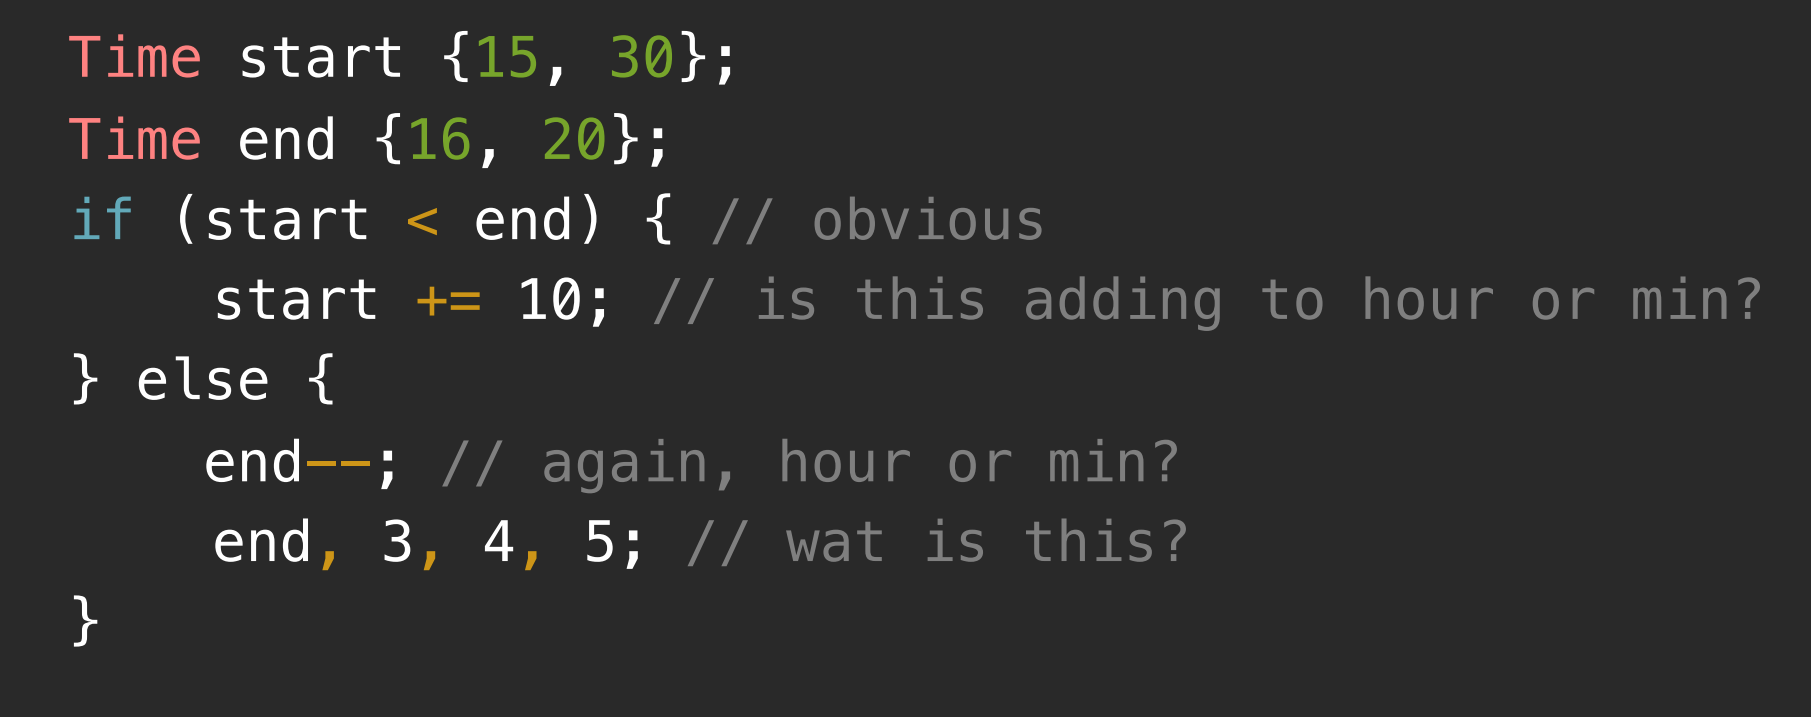 Time start {15, 30};
Time end {16, 20};
if (start < end) { // obvious
    start += 10; // is this adding to hour or min?
} else {
    end--; // again, hour or min?
    end, 3, 4, 5; // wat is this?
}